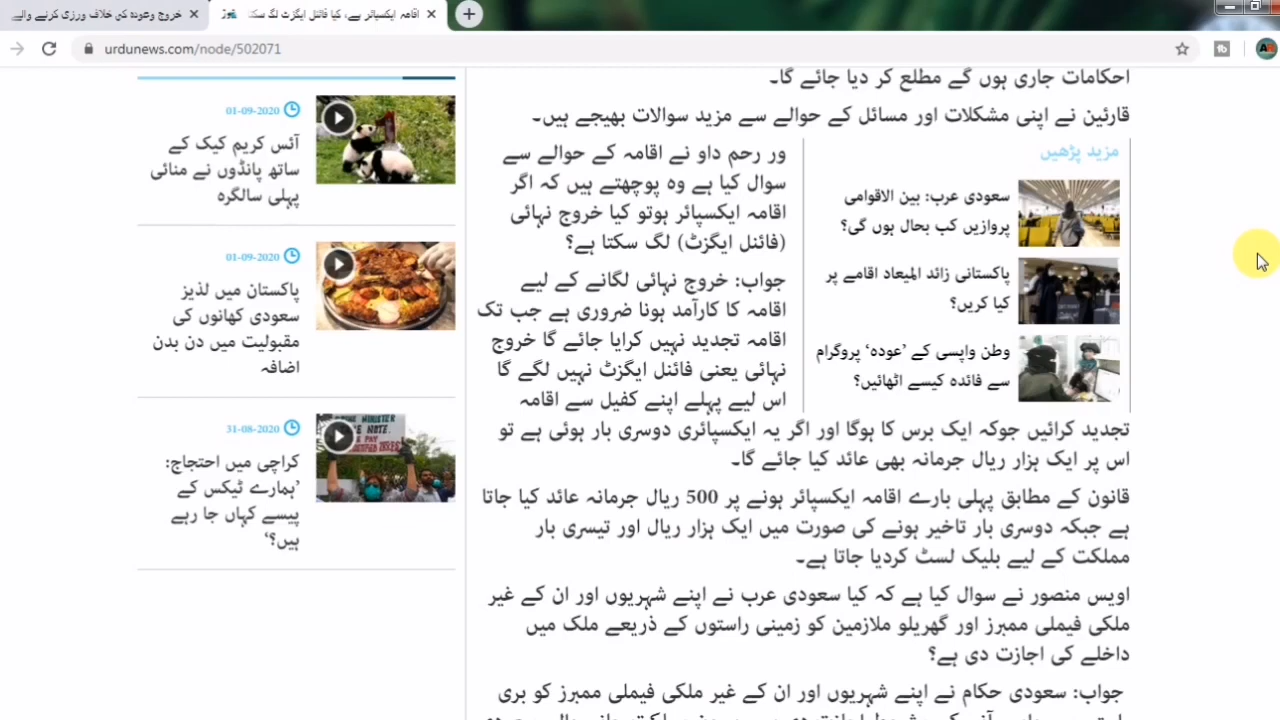 خروج وعودہ کی خلاف ورزی کرنے والے
اقامہ ایکسپائر ہے، کیا فائنل ایگزٹ لگ سکتا
urdunews.com/node/502071
احکامات جاری ہوں گے مطلع کر دیا جائے گا۔
قارئین نے اپنی مشکلات اور مسائل کے حوالے سے مزید سوالات بھیجے ہیں۔
مزید پڑھیں
سعودی عرب: بین الاقوامی
پروازیں کب بحال ہوں گی؟
پاکستانی زائد المیعاد اقامے پر
کیا کریں؟
وطن واپسی کے ’عودہ‘ پروگرام
سے فائدہ کیسے اٹھائیں؟
ور رحم داو نے اقامہ کے حوالے سے
سوال کیا ہے وہ پوچھتے ہیں کہ اگر
اقامہ ایکسپائر ہوتو کیا خروج نہائی
(فائنل ایگزٹ) لگ سکتا ہے؟
جواب: خروج نہائی لگانے کے لیے
اقامہ کا کارآمد ہونا ضروری ہے جب تک
اقامہ تجدید نہیں کرایا جائے گا خروج
نہائی یعنی فائنل ایگزٹ نہیں لگے گا
اس لیے پہلے اپنے کفیل سے اقامہ
تجدید کرائیں جوکہ ایک برس کا ہوگا اور اگر یہ ایکسپائری دوسری بار ہوئی ہے تو
اس پر ایک ہزار ریال جرمانہ بھی عائد کیا جائے گا۔
قانون کے مطابق پہلی بارے اقامہ ایکسپائر ہونے پر 500 ریال جرمانہ عائد کیا جاتا
ہے جبکہ دوسری بار تاخیر ہونے کی صورت میں ایک ہزار ریال اور تیسری بار
مملکت کے لیے بلیک لسٹ کردیا جاتا ہے۔
اویس منصور نے سوال کیا ہے کہ کیا سعودی عرب نے اپنے شہریوں اور ان کے غیر
ملکی فیملی ممبرز اور گھریلو ملازمین کو زمینی راستوں کے ذریعے ملک میں
داخلے کی اجازت دی ہے؟
جواب: سعودی حکام نے اپنے شہریوں اور ان کے غیر ملکی فیملی ممبرز کو بری
01-09-2020
آئس کریم کیک کے
ساتھ پانڈوں نے منائی
پہلی سالگرہ
01-09-2020
پاکستان میں لذیز
سعودی کھانوں کی
مقبولیت میں دن بدن
اضافہ
31-08-2020
کراچی میں احتجاج:
’ہمارے ٹیکس کے
پیسے کہاں جا رہے
ہیں؟‘